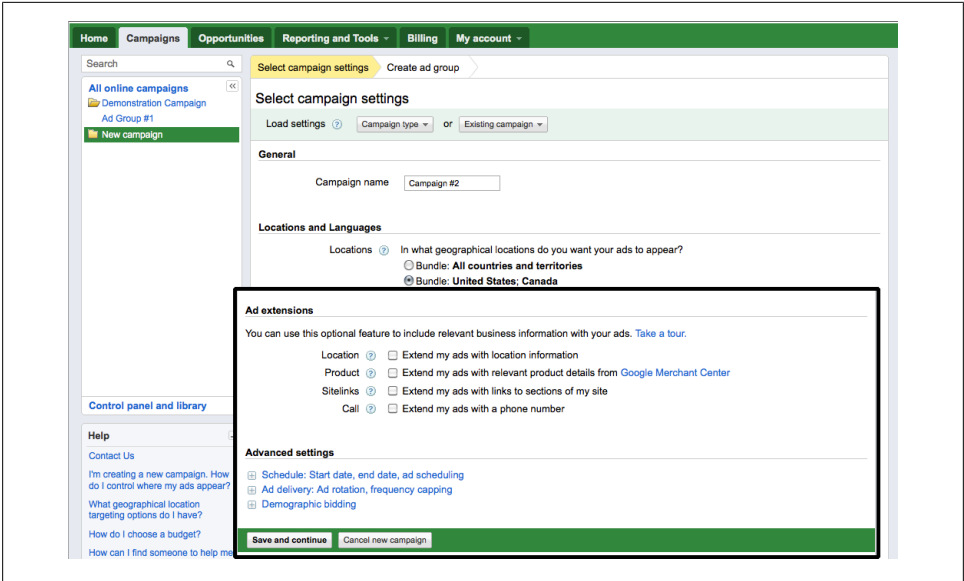 Home Campaigns Opportunities Reporting and Tools Billing My account
Search
All online campaigns
Demonstration Campaign
Ad Group #1
New campaign
Control panel and library
Help
Contact Us
I'm creating a new campaign. How
do I control where my ads appear?
What geographical location
targeting options do I have?
How do I choose a budget?
How can I find someone to help me
Select campaign settings Create ad group
Select campaign settings
Load settings ? Campaign type or Existing campaign
General
Campaign name Campaign #2
Locations and Languages
Locations ? In what geographical locations do you want your ads to appear?
Bundle: All countries and territories
Bundle: United States; Canada
Ad extensions
You can use this optional feature to include relevant business information with your ads. Take a tour.
Location ? Extend my ads with location information
Product ? Extend my ads with relevant product details from Google Merchant Center
Sitelinks ? Extend my ads with links to sections of my site
Call ? Extend my ads with a phone number
Advanced settings
Schedule: Start date, end date, ad scheduling
Ad delivery: Ad rotation, frequency capping
Demographic bidding
Save and continue Cancel new campaign